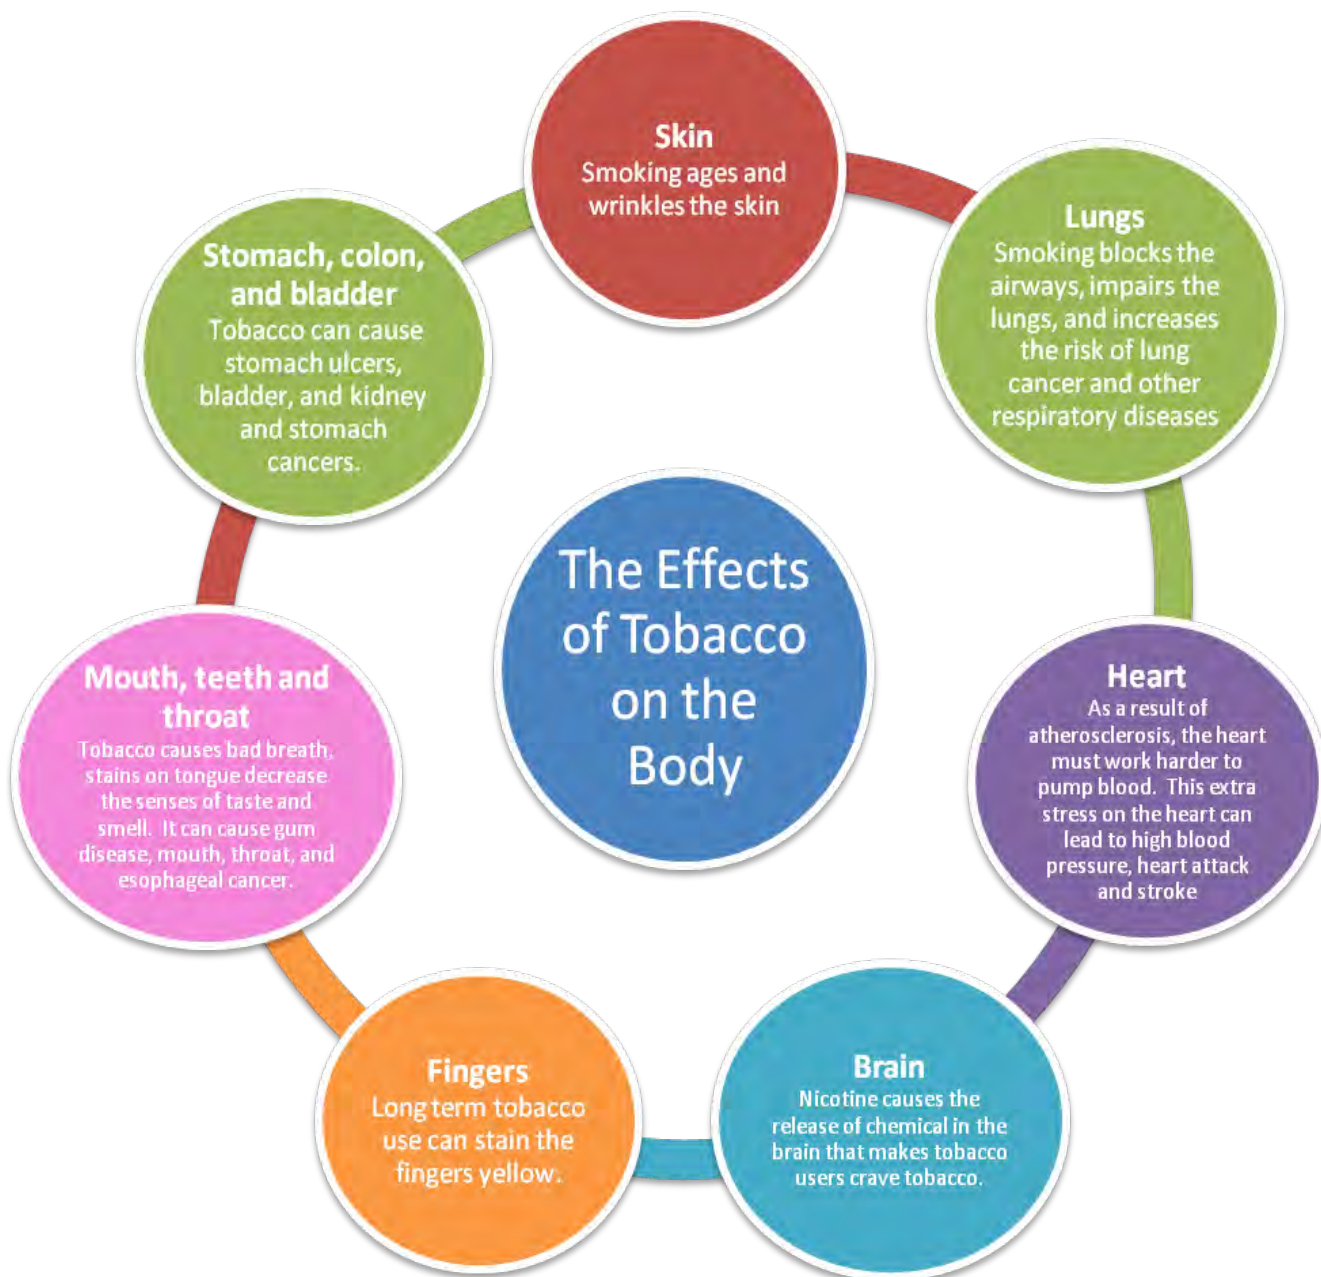 Skin
Smoking ages and
wrinkles the skin
Lungs
Smoking blocks the
airways, impairs the
lungs, and increases
the risk of lung
cancer and other
respiratory diseases
Heart
As a result of
atherosclerosis, the heart
must work harder to
pump blood.  This extra
stress on the heart can
lead to high blood
pressure, heart attack
and stroke
Brain
Nicotine causes the
release of chemical in the
brain that makes tobacco
users crave tobacco.
Fingers
Long term tobacco
use can stain the
fingers yellow.
Mouth, teeth and
throat
Tobacco causes bad breath,
stains on tongue decrease
the senses of taste and
smell.  It can cause gum
disease, mouth, throat, and
esophageal cancer.
Stomach, colon,
and bladder
Tobacco can cause
stomach ulcers,
bladder, and kidney
and stomach
cancers.
The Effects
of Tobacco
on the
Body